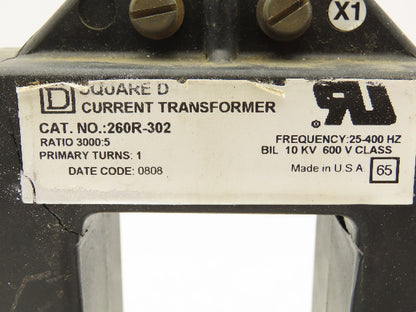 X1
D SQUARE D
CURRENT TRANSFORMER
CAT. NO.:260R-302
RATIO 3000:5
PRIMARY TURNS: 1
DATE CODE: 0808
FREQUENCY:25-400 HZ
BIL 10 KV 600 V CLASS
Made in U.S.A. 65